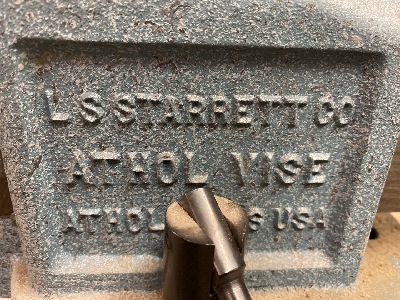 L S STARRETT CO
ATHOL VISE
ATHOL S USA